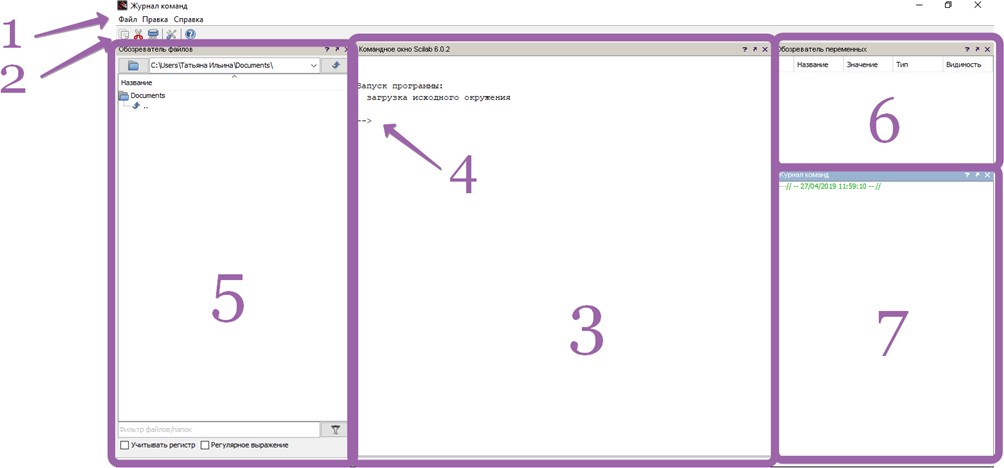 Журнал команд
1
Файл Правка Справка
2
Обозреватель файлов
C:\Users\Татьяна Ильина\Documents\
Название
Documents
..
5
Фильтр файлов/папок
Учитывать регистр Регулярное выражение
Командное окно Scilab 6.0.2
Запуск программы:
загрузка исходного окружения
-->
4
3
Обозреватель переменных
Название Значение Тип Видимость
6
Журнал команд
// -- 27/04/2019 11:59:10 -- //
7